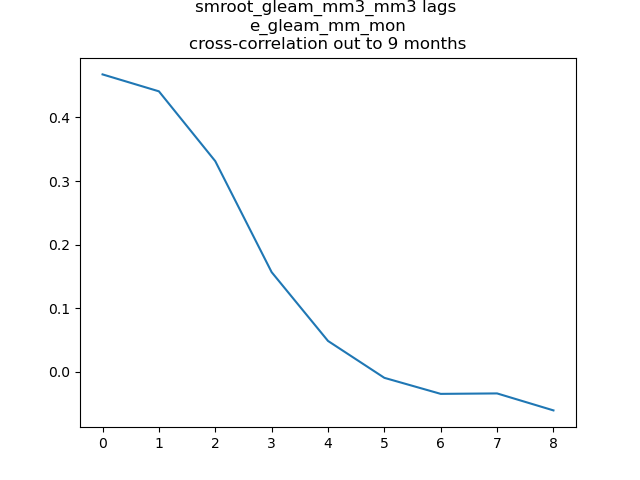 smroot_gleam_mm3_mm3 lags
e_gleam_mm_mon
cross-correlation out to 9 months
0.4
0.3
0.2
0.1
0.0
0 1 2 3 4 5 6 7 8